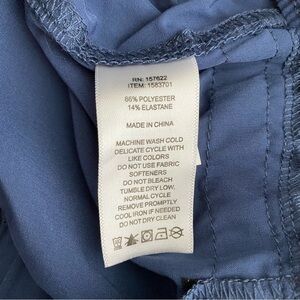 RN: 157622
ITEM: 1583701
86% POLYESTER
14% ELASTANE
MADE IN CHINA
MACHINE WASH COLD
DELICATE CYCLE WITH
LIKE COLORS
DO NOT USE FABRIC
SOFTENERS
DO NOT BLEACH
TUMBLE DRY LOW,
NORMAL CYCLE
REMOVE PROMPTLY
COOL IRON IF NEEDED
DO NOT DRY CLEAN